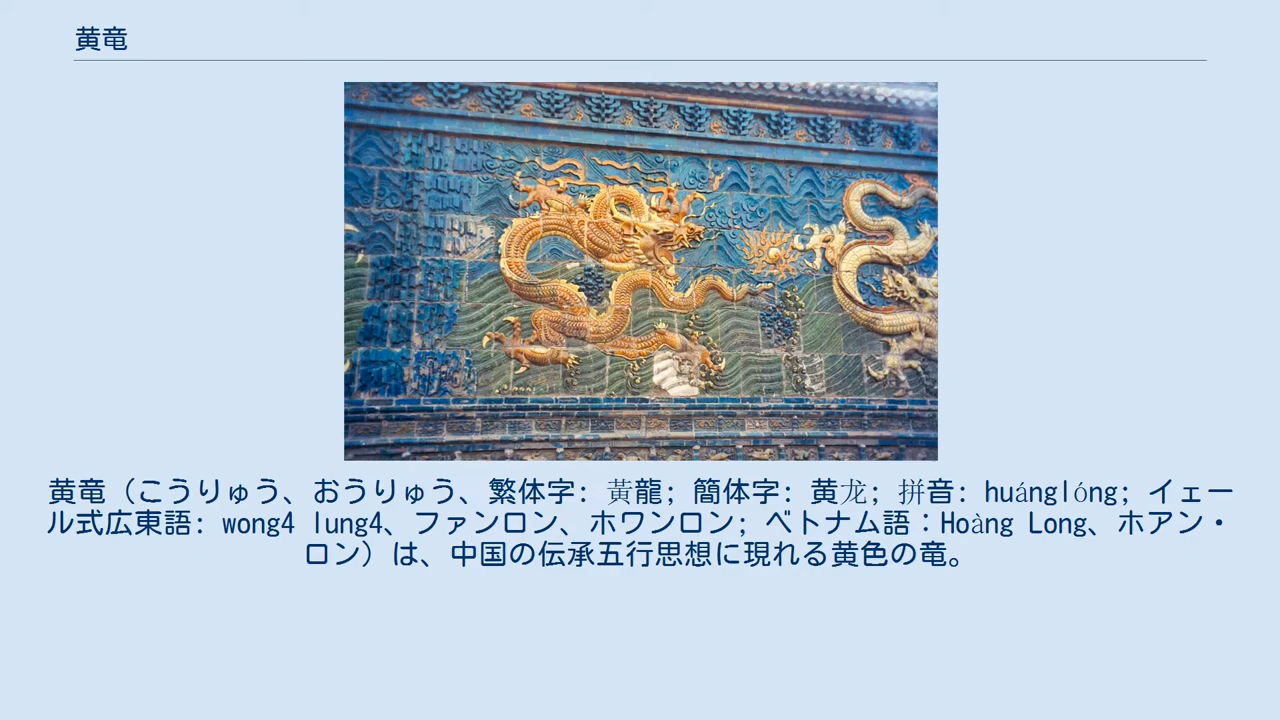 黄竜
黄竜（こうりゅう、おうりゅう、繁体字: 黃龍; 簡体字: 黄龙; 拼音: huánglóng; イェー
ル式広東語: wong4 lung4、ファンロン、ホワンロン; ベトナム語：Hoàng Long、ホアン・
ロン）は、中国の伝承五行思想に現れる黄色の竜。